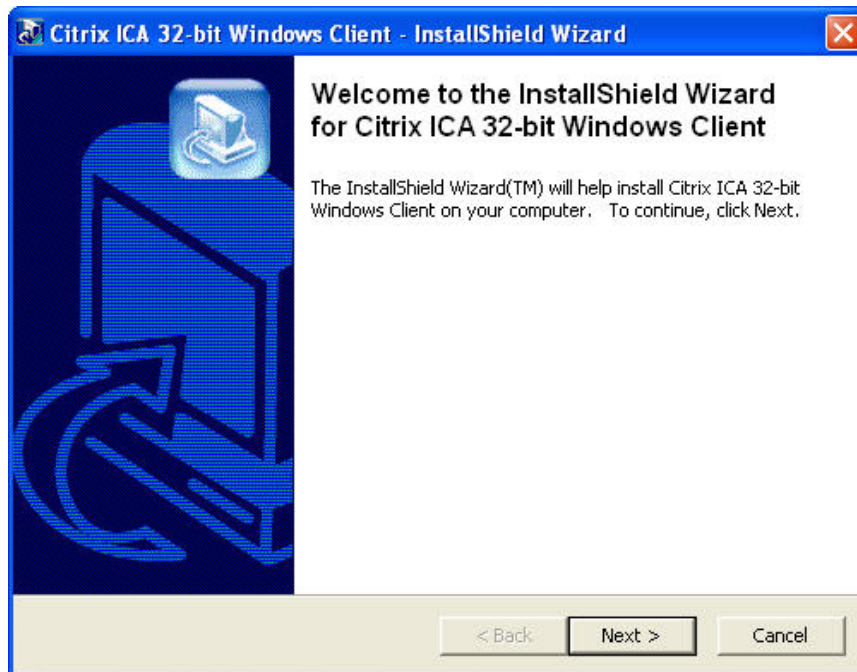 Citrix ICA 32-bit Windows Client - InstallShield Wizard
Welcome to the InstallShield Wizard
for Citrix ICA 32-bit Windows Client
The InstallShield Wizard(TM) will help install Citrix ICA 32-bit
Windows Client on your computer.  To continue, click Next.
< Back
Next >
Cancel